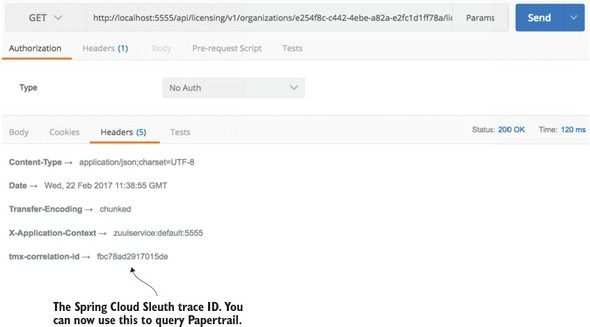 GET http://localhost:5555/api/licensing/v1/organizations/e254f8c-c442-4ebe-a82a-e2fc1d1ff78a/lic Params Send
Authorization Headers (1) Body Pre-request Script Tests
Type No Auth
Body Cookies Headers (5) Tests Status: 200 OK Time: 120 ms
Content-Type → application/json;charset=UTF-8
Date → Wed, 22 Feb 2017 11:38:55 GMT
Transfer-Encoding → chunked
X-Application-Context → zuulservice:default:5555
tmx-correlation-id → fbc78ad2917015de
The Spring Cloud Sleuth trace ID. You
can now use this to query Papertrail.